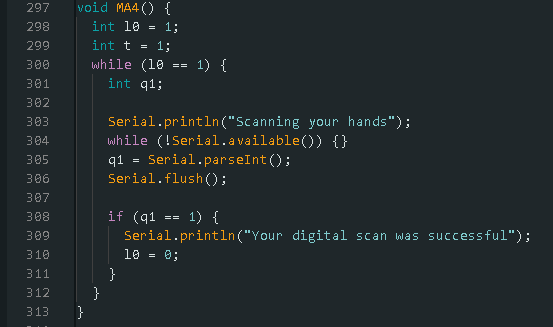 297 void MA4() {
298 int l0 = 1;
299 int t = 1;
300 while (l0 == 1) {
301 int q1;
302
303 Serial.println("Scanning your hands");
304 while (!Serial.available()) {}
305 q1 = Serial.parseInt();
306 Serial.flush();
307
308 if (q1 == 1) {
309 Serial.println("Your digital scan was successful");
310 l0 = 0;
311 }
312 }
313 }